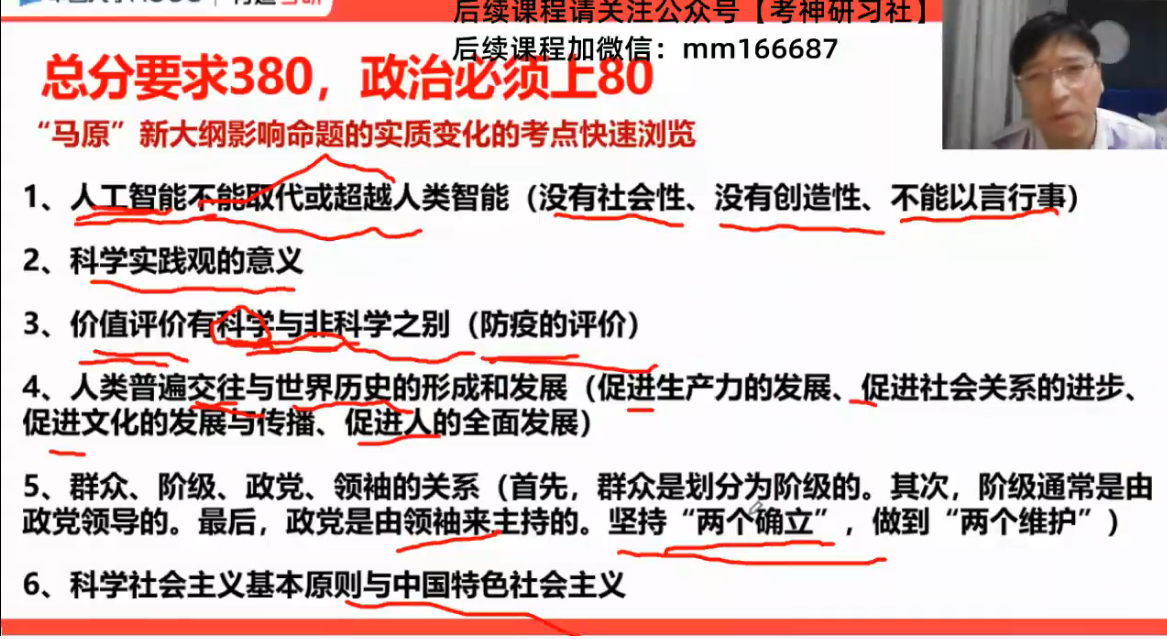 后续课程请关注公众号【考神研习社】
后续课程加微信：mm166687
总分要求380，政治必须上80
“马原”新大纲影响命题的实质变化的考点快速浏览
1、人工智能不能取代或超越人类智能（没有社会性、没有创造性、不能以言行事）
2、科学实践观的意义
3、价值评价有科学与非科学之别（防疫的评价）
4、人类普遍交往与世界历史的形成和发展（促进生产力的发展、促进社会关系的进步、
促进文化的发展与传播、促进人的全面发展）
5、群众、阶级、政党、领袖的关系（首先，群众是划分为阶级的。其次，阶级通常是由
政党领导的。最后，政党是由领袖来主持的。坚持“两个确立”，做到“两个维护”）
6、科学社会主义基本原则与中国特色社会主义